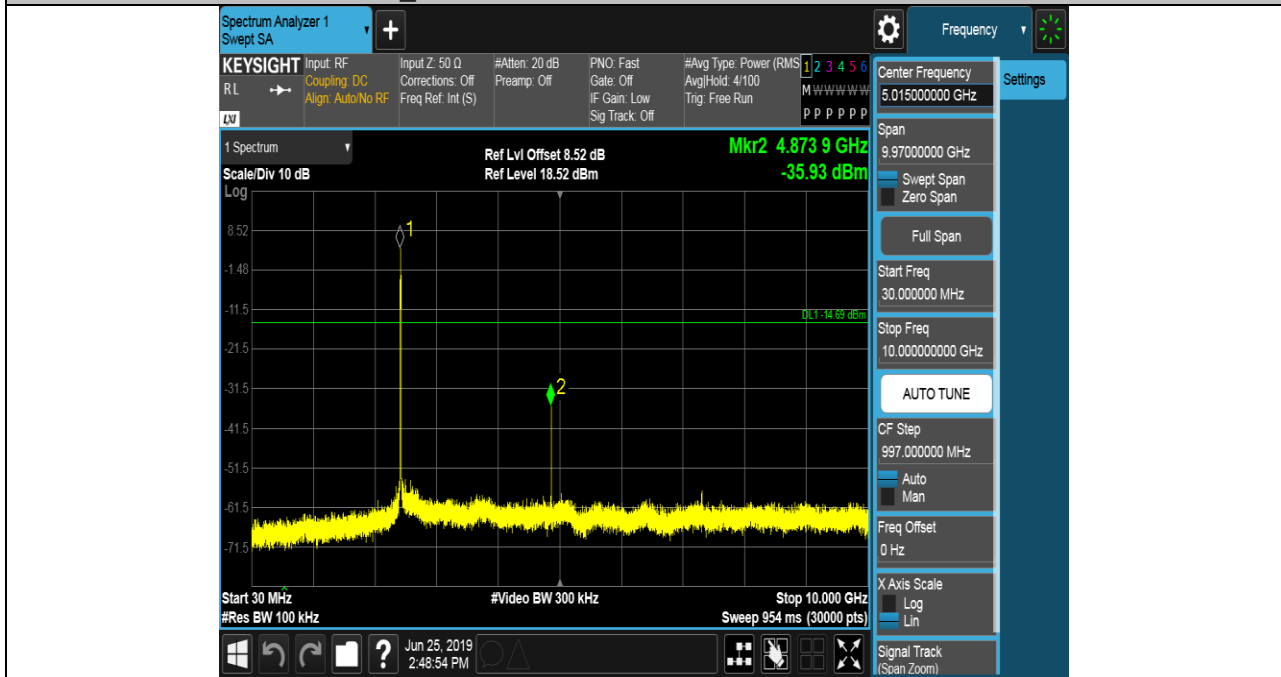 Spectrum Analyzer 1
Swept SA
+
Frequency
KEYSIGHT Input: RF Input Z: 50 Ω #Atten: 20 dB PNO: Fast #Avg Type: Power (RMS 1 2 3 4 5 6
RL Coupling: DC Corrections: Off Preamp: Off Gate: Off Avg|Hold: 4/100 M W W W W W
Align: Auto/No RF Freq Ref: Int (S) IF Gain: Low Trig: Free Run
LXI Sig Track: Off P P P P P P
Center Frequency
5.015000000 GHz
Settings
1 Spectrum
Scale/Div 10 dB
Ref Lvl Offset 8.52 dB
Ref Level 18.52 dBm
Mkr2 4.873 9 GHz
-35.93 dBm
Log
8.52
-1.48
-11.5
-21.5
-31.5
-41.5
-51.5
-61.5
-71.5
1
DL1 -14.69 dBm
2
Start 30 MHz #Video BW 300 kHz Stop 10.000 GHz
#Res BW 100 kHz Sweep 954 ms (30000 pts)
Span
9.97000000 GHz
Swept Span
Zero Span
Full Span
Start Freq
30.000000 MHz
Stop Freq
10.000000000 GHz
AUTO TUNE
CF Step
997.000000 MHz
Auto
Man
Freq Offset
0 Hz
X Axis Scale
Log
Lin
Signal Track
(Span Zoom)
?
Jun 25, 2019
2:48:54 PM